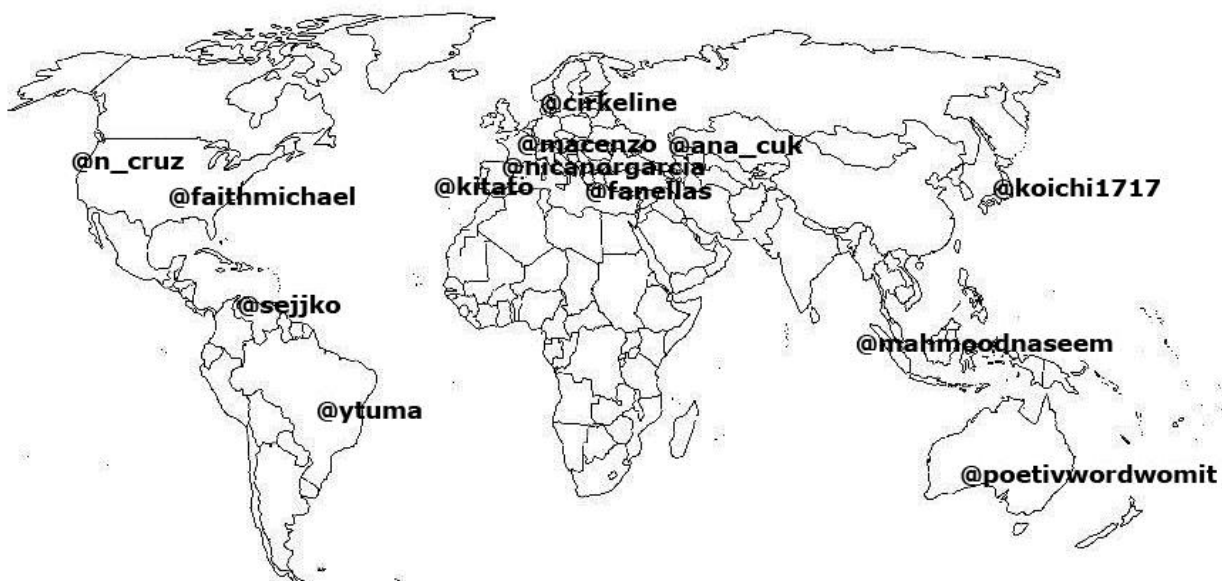 @cirkeline
@macenzo
@ana_cuk
@n_cruz
@nicanorgarcia
@kitato
@fanellas
@koichi1717
@faithmichael
@sejjko
@mahmoodnaseem
@ytuma
@poetivwordwomit